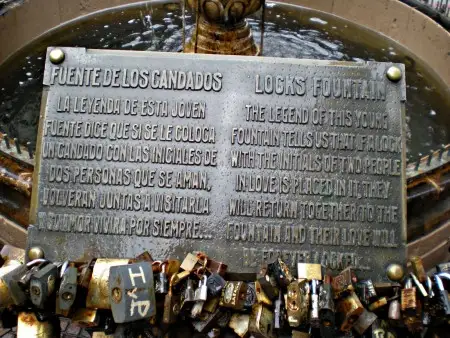 FUENTE DE LOS CANDADOS
LA LEYENDA DE ESTA JOVEN
FUENTE DICE QUE SI SE LE COLOCA
UN CANDADO CON LAS INICIALES DE
DOS PERSONAS QUE SE AMAN,
VOLVERAN JUNTAS A VISITARLA
Y SU AMOR VIVIRA POR SIEMPRE...
LOCKS FOUNTAIN
THE LEGEND OF THIS YOUNG
FOUNTAIN TELLS US THAT IF A LOCK
WITH THE INITIALS OF TWO PEOPLE
IN LOVE IS PLACED IN IT, THEY
WILL RETURN TOGETHER TO THE
FOUNTAIN AND THEIR LOVE WILL